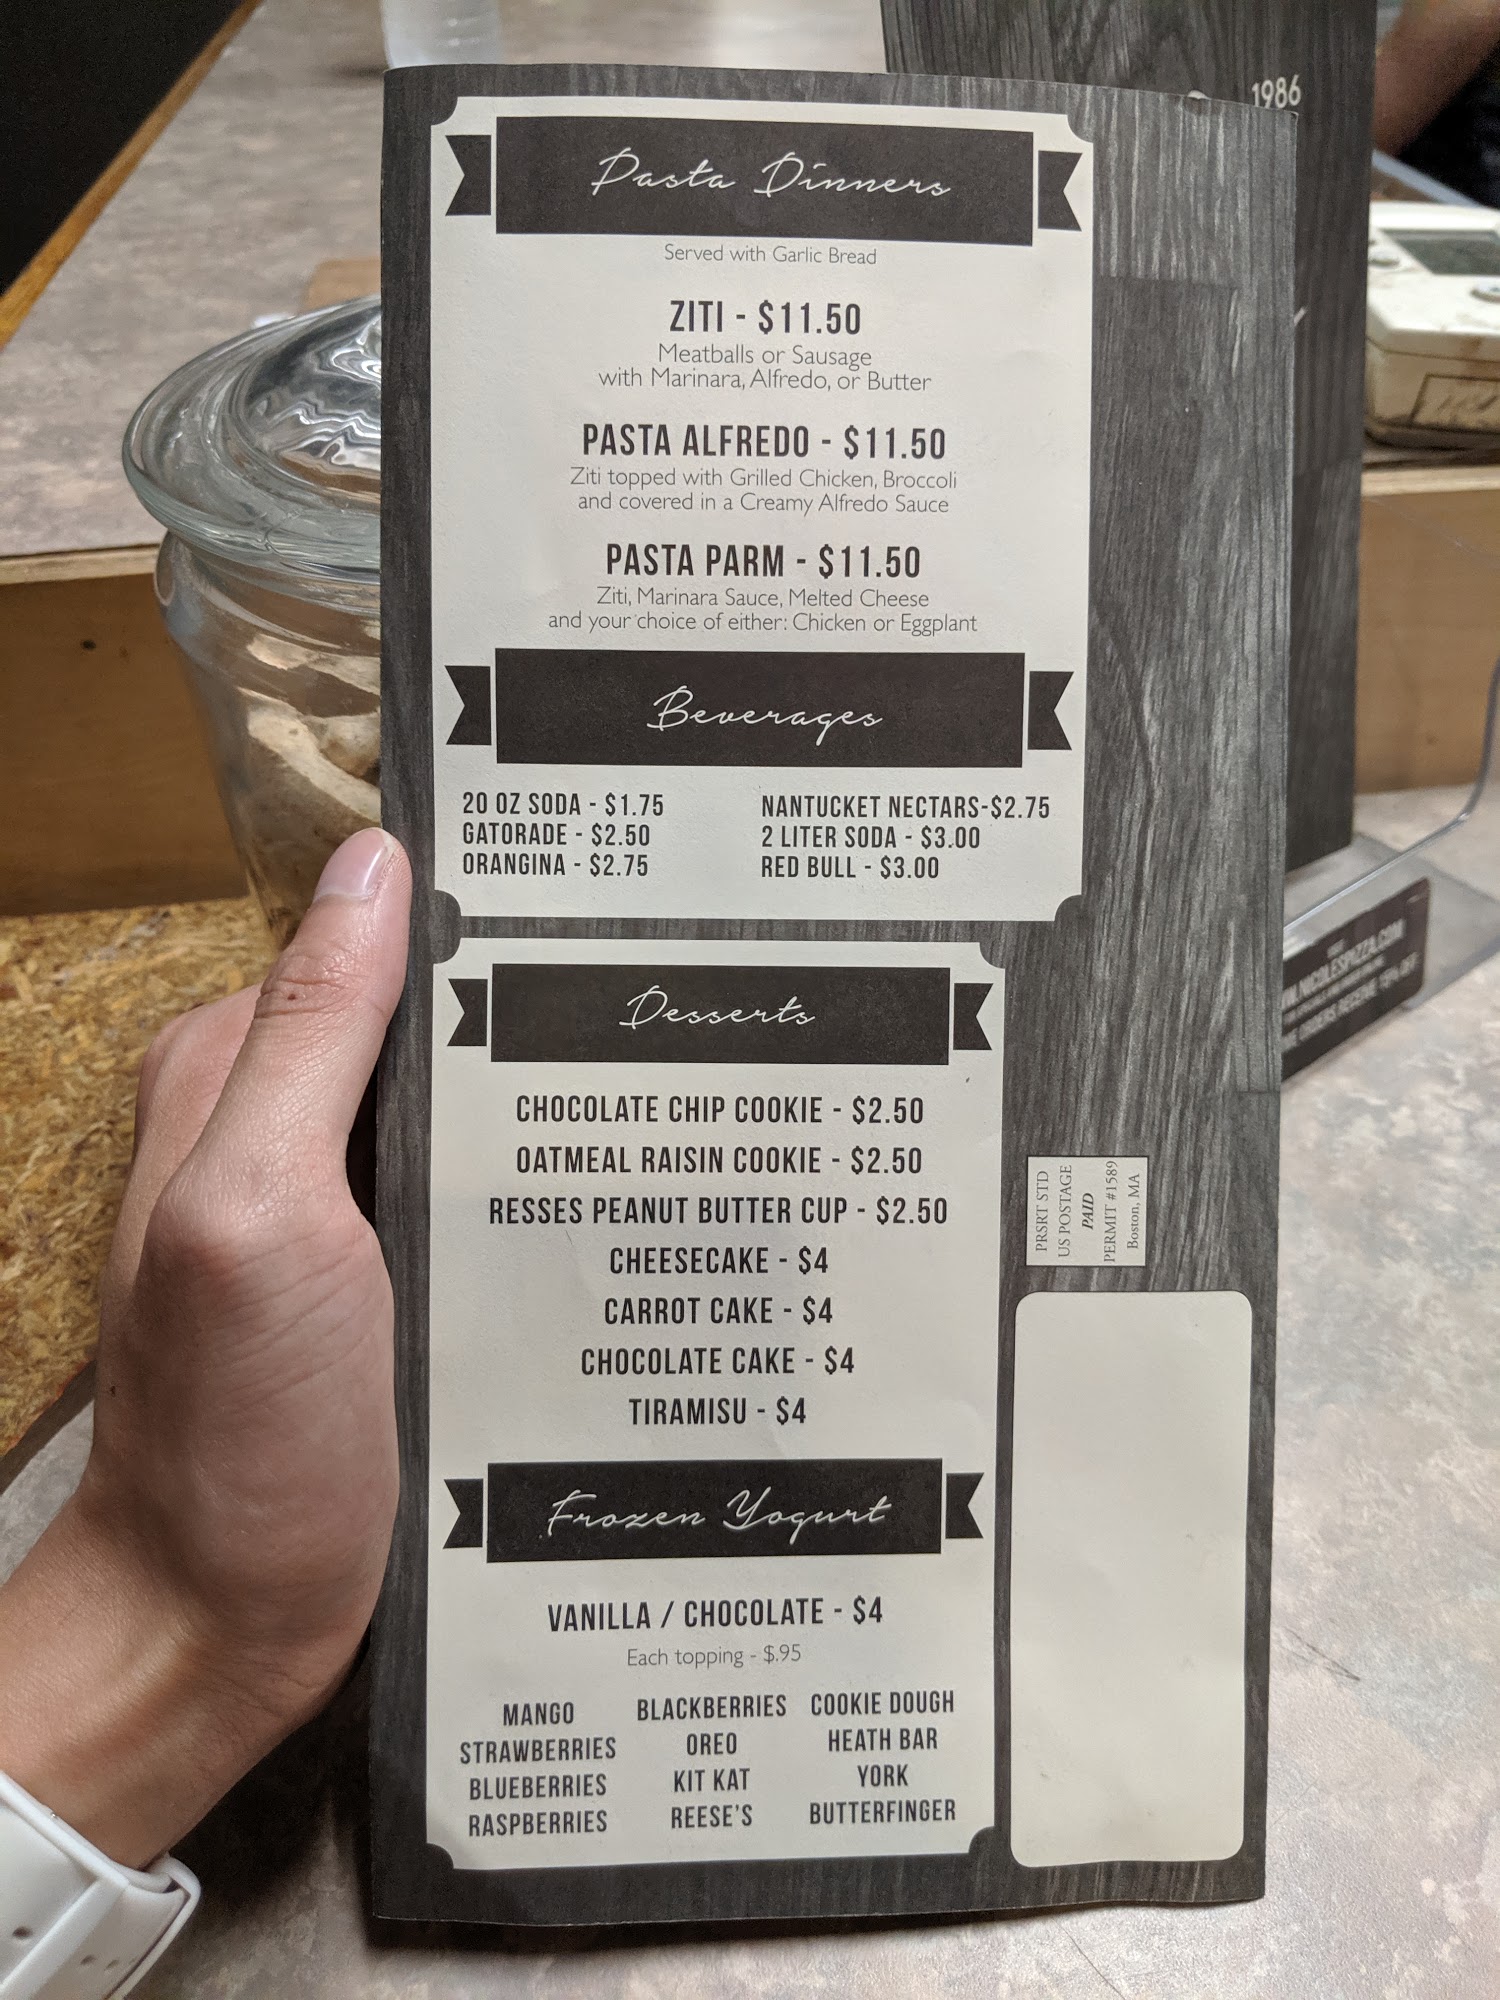 1986
Pasta Dinners
Served with Garlic Bread
ZITI - $11.50
Meatballs or Sausage
with Marinara, Alfredo, or Butter
PASTA ALFREDO - $11.50
Ziti topped with Grilled Chicken, Broccoli
and covered in a Creamy Alfredo Sauce
PASTA PARM - $11.50
Ziti, Marinara Sauce, Melted Cheese
and your choice of either: Chicken or Eggplant
Beverages
20 OZ SODA - $1.75
GATORADE - $2.50
ORANGINA - $2.75
NANTUCKET NECTARS-$2.75
2 LITER SODA - $3.00
RED BULL - $3.00
Desserts
CHOCOLATE CHIP COOKIE - $2.50
OATMEAL RAISIN COOKIE - $2.50
RESSES PEANUT BUTTER CUP - $2.50
CHEESECAKE - $4
CARROT CAKE - $4
CHOCOLATE CAKE - $4
TIRAMISU - $4
Frozen Yogurt
VANILLA / CHOCOLATE - $4
Each topping - $.95
MANGO
STRAWBERRIES
BLUEBERRIES
RASPBERRIES
BLACKBERRIES
OREO
KIT KAT
REESE'S
COOKIE DOUGH
HEATH BAR
YORK
BUTTERFINGER
PRSRT STD
US POSTAGE
PAID
PERMIT #1589
Boston, MA